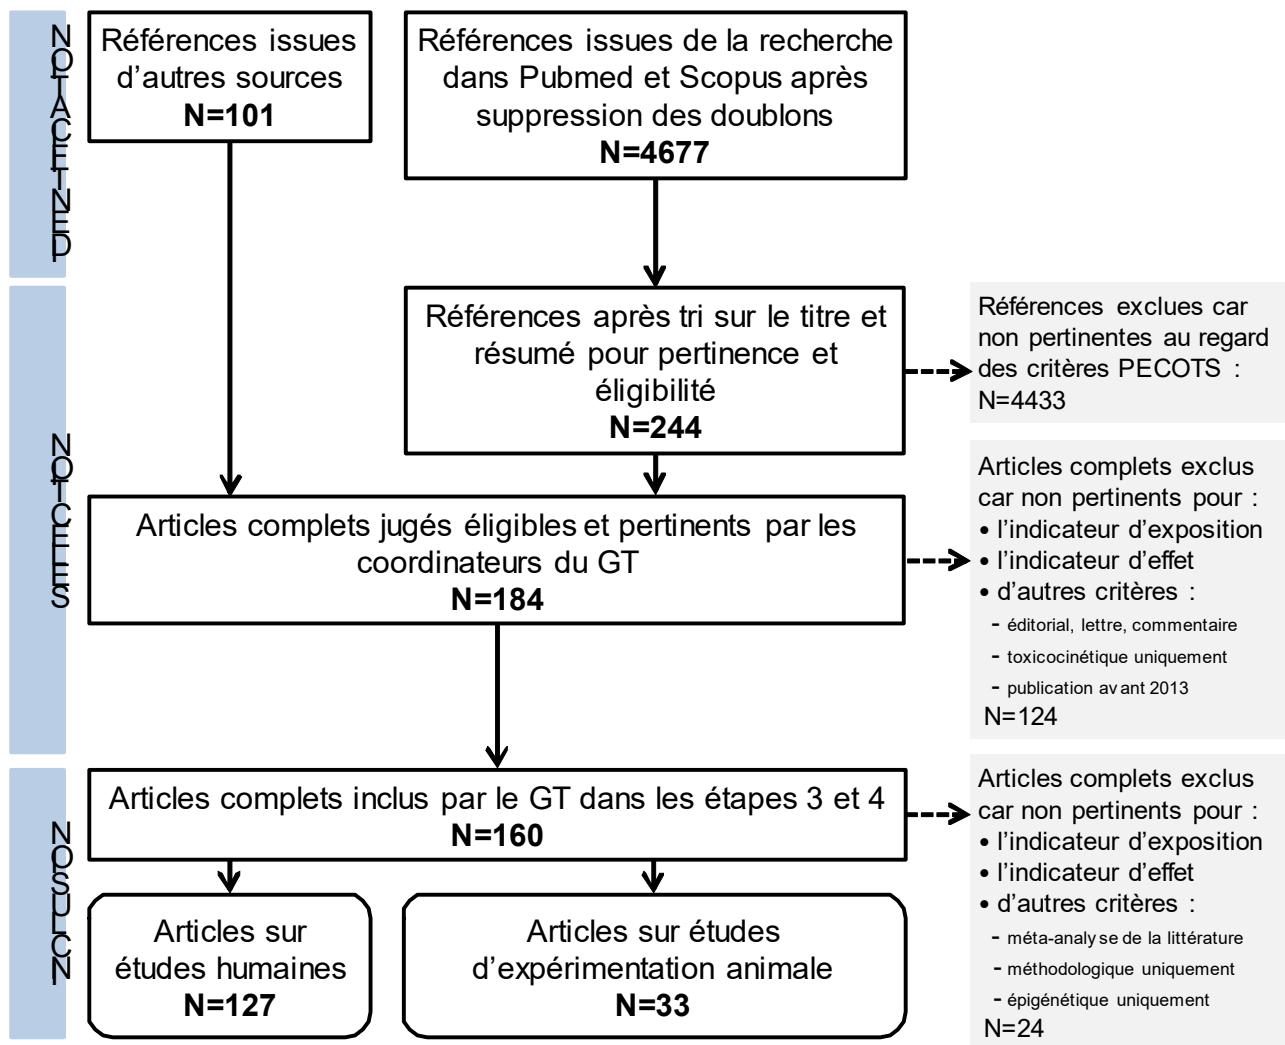 IDENTIFICATION
Références issues
d'autres sources
N=101
Références issues de la recherche
dans Pubmed et Scopus après
suppression des doublons
N=4677
SELECTION
Références après tri sur le titre et
résumé pour pertinence et
éligibilité
N=244
Références exclues car
non pertinentes au regard
des critères PECOTS :
N=4433
Articles complets jugés éligibles et pertinents par les
coordinateurs du GT
N=184
Articles complets exclus
car non pertinents pour :
• l'indicateur d'exposition
• l'indicateur d'effet
• d'autres critères :
- éditorial, lettre, commentaire
- toxicocinétique uniquement
- publication avant 2013
N=124
INCLUSION
Articles complets inclus par le GT dans les étapes 3 et 4
N=160
Articles complets exclus
car non pertinents pour :
• l'indicateur d'exposition
• l'indicateur d'effet
• d'autres critères :
- méta-analyse de la littérature
- méthodologique uniquement
- épigénétique uniquement
N=24
Articles sur
études humaines
N=127
Articles sur études
d'expérimentation animale
N=33